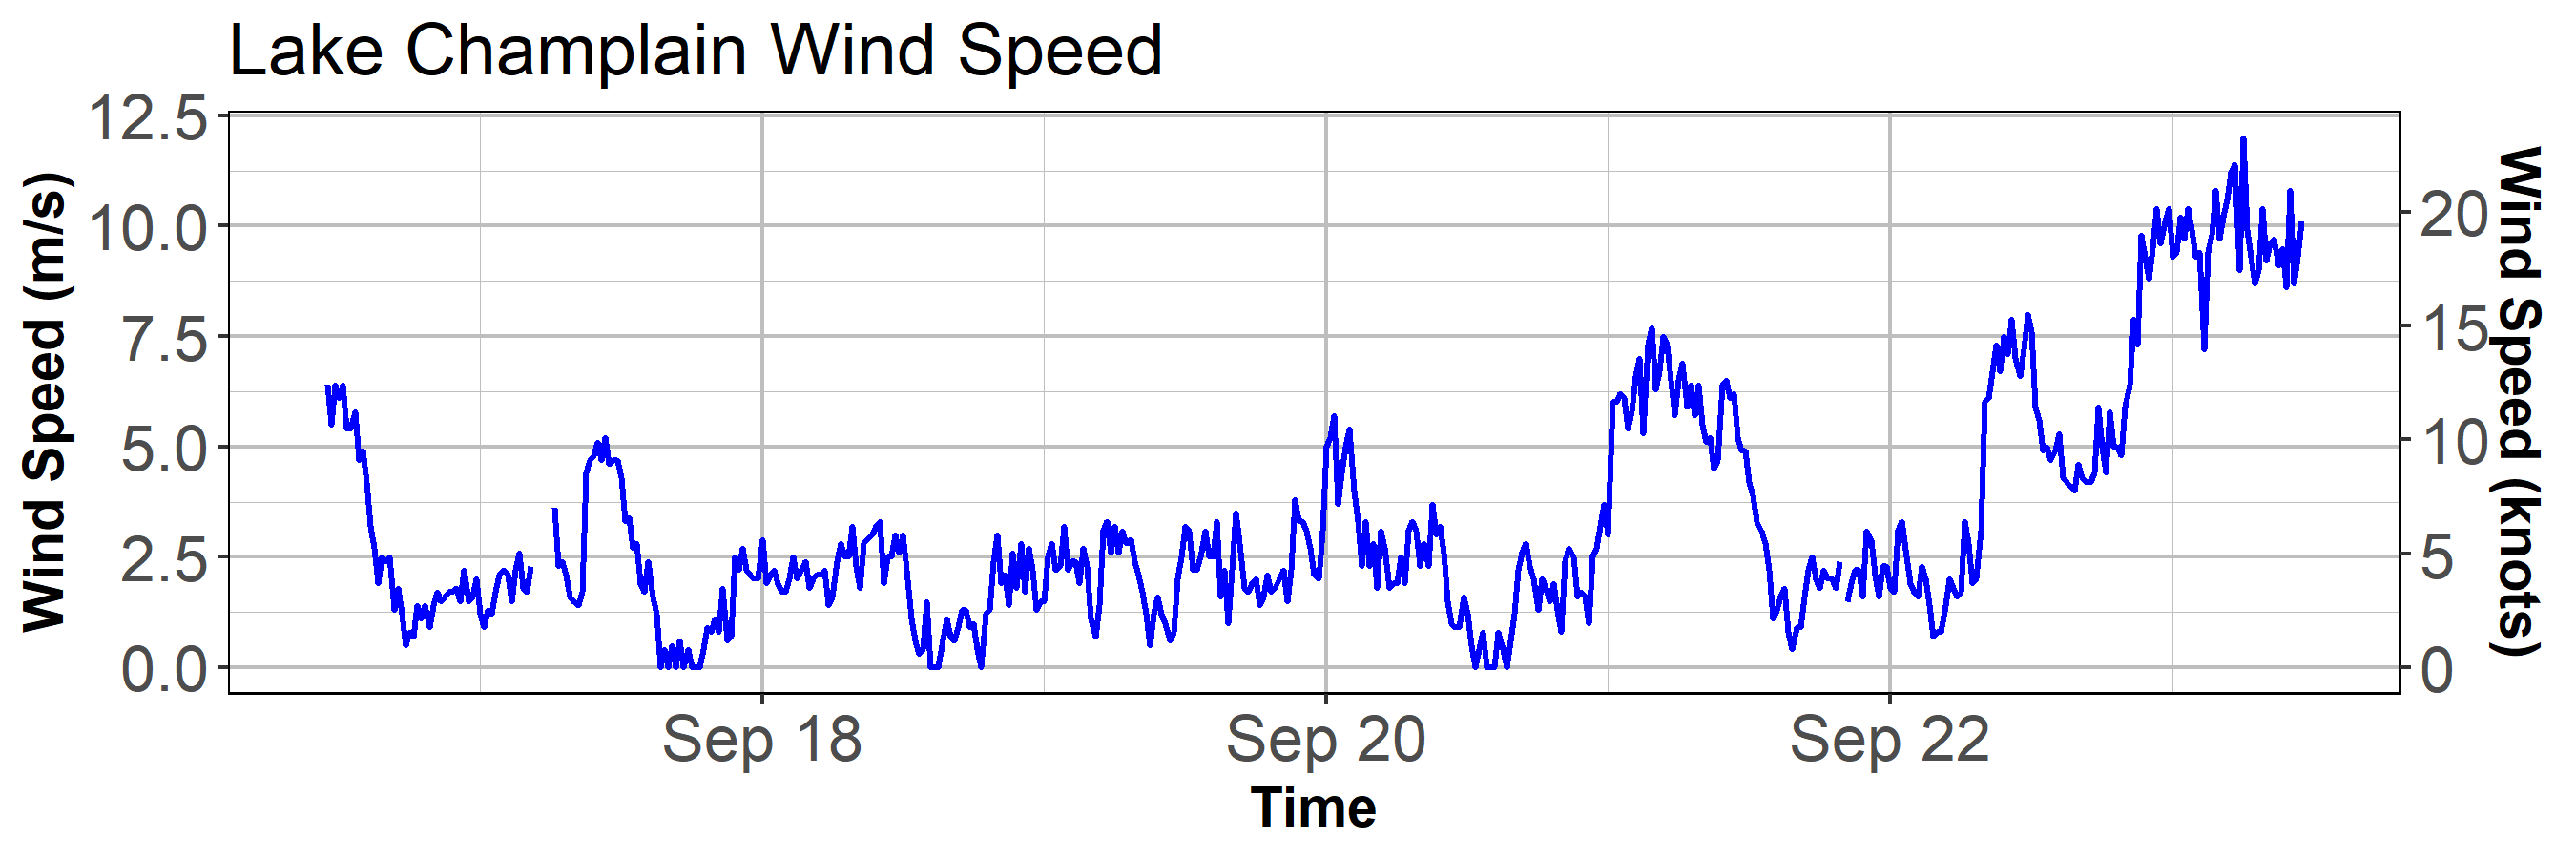 Lake Champlain Wind Speed
Wind Speed (m/s)
12.5
10.0
7.5
5.0
2.5
0.0
20
15
10
5
0
Wind Speed (knots)
Sep 18 Sep 20 Sep 22
Time